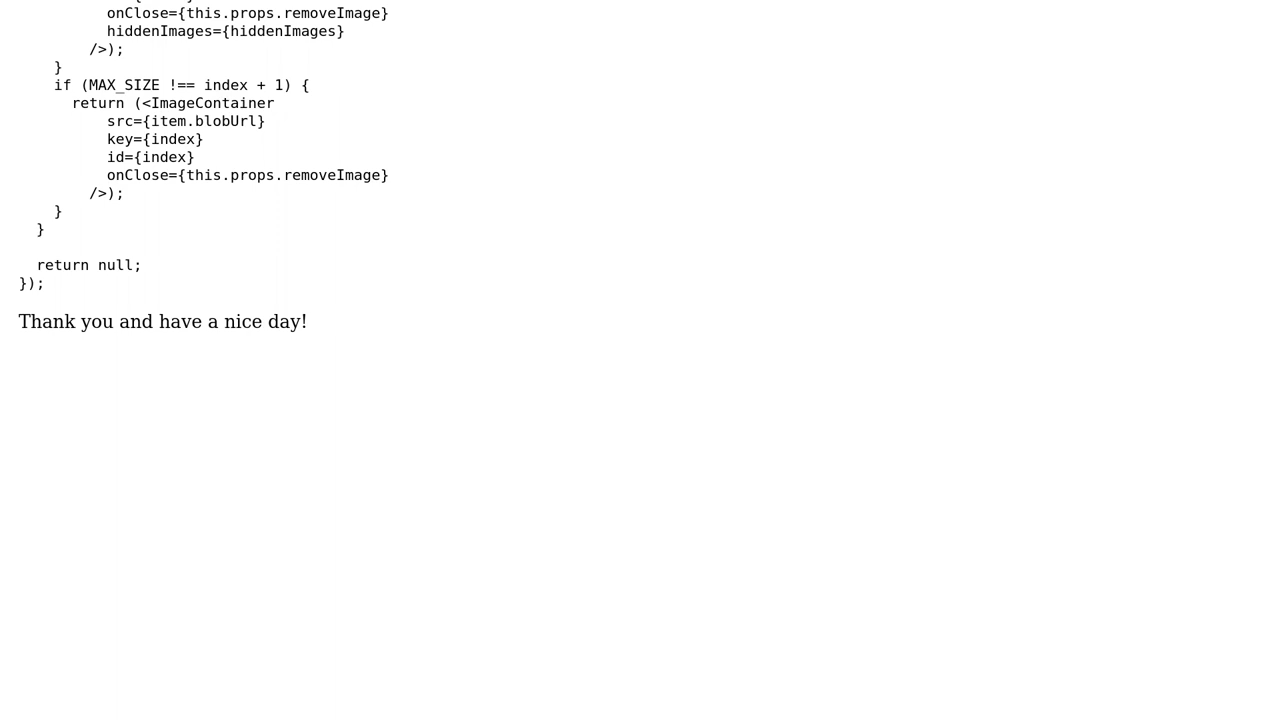 onClose={this.props.removeImage}
hiddenImages={hiddenImages}
/>);
}
if (MAX_SIZE !== index + 1) {
return (<ImageContainer
src={item.blobUrl}
key={index}
id={index}
onClose={this.props.removeImage}
/>);
}
}
return null;
});
Thank you and have a nice day!